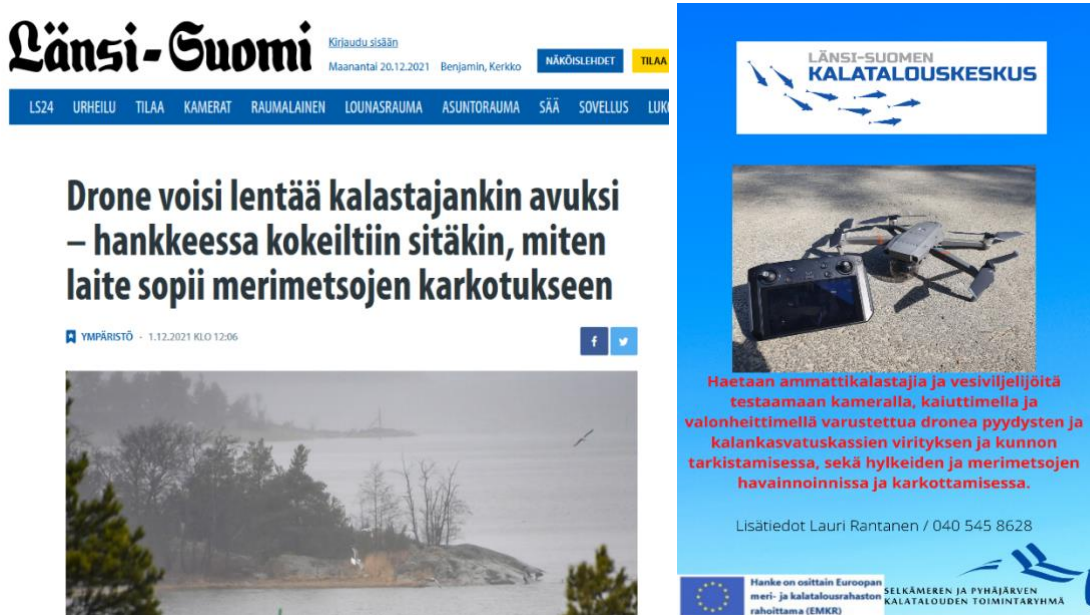 Länsi-Suomi
Kirjaudu sisään
Maanantai 20.12.2021 Benjamin, Kerkko
NÄKÖISLEHDET
TILAA
LS24 URHEILU TILAA KAMERAT RAUMALAINEN LOUNASRAUMA ASUNTORAUMA SÄÄ SOVELLUS LUK
Drone voisi lentää kalastajankin avuksi
– hankkeessa kokeiltiin sitäkin, miten
laite sopii merimetsojen karkotukseen
YMPÄRISTÖ - 1.12.2021 KLO 12:06
LÄNSI-SUOMEN
KALATALOUSKESKUS
Haetaan ammattikalastajia ja vesiviljelijöitä
testaamaan kameralla, kaiuttimella ja
valonheittimellä varustettua dronea pyydysten ja
kalankasvatuskassien virityksen ja kunnon
tarkistamisessa, sekä hylkeiden ja merimetsojen
havainnoinnissa ja karkottamisessa.
Lisätiedot Lauri Rantanen / 040 545 8628
Hanke on osittain Euroopan
meri- ja kalatalousrahaston
rahoittama (EMKR)
SELKÄMEREN JA PYHÄJÄRVEN
KALATALOUDEN TOIMINTARYHMÄ